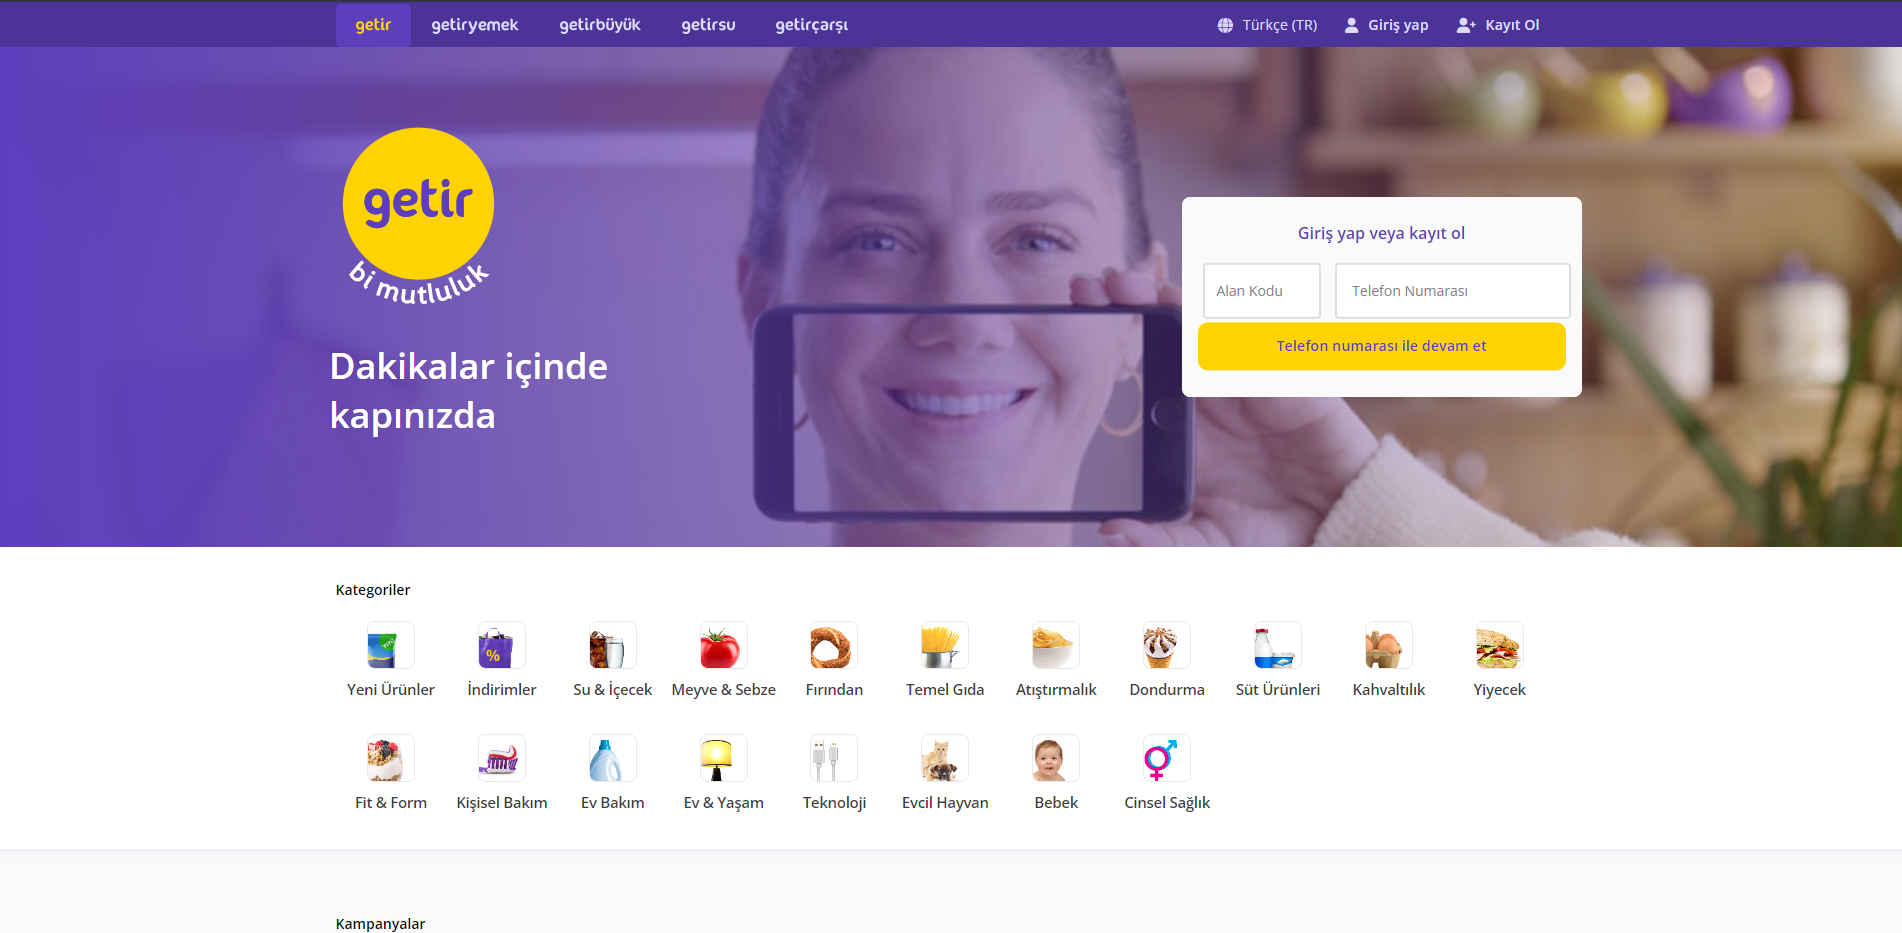 getir
getiryemek
getirbüyük
getirsu
getirçarşı
Türkçe (TR)
Giriş yap
Kayıt Ol
getir
bi mutluluk
Dakikalar içinde
kapınızda
Giriş yap veya kayıt ol
Alan Kodu
Telefon Numarası
Telefon numarası ile devam et
Kategoriler
%
Yeni Ürünler
İndirimler
Su & İçecek
Meyve & Sebze
Fırından
Temel Gıda
Atıştırmalık
Dondurma
Süt Ürünleri
Kahvaltılık
Yiyecek
Fit & Form
Kişisel Bakım
Ev Bakım
Ev & Yaşam
Teknoloji
Evcil Hayvan
Bebek
Cinsel Sağlık
Kampanyalar